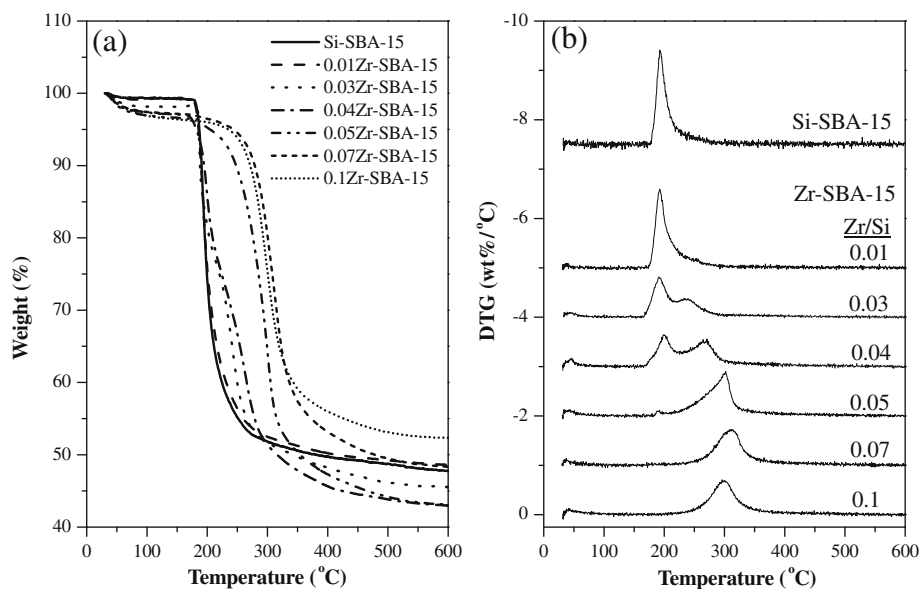 (a)
Si-SBA-15
0.01Zr-SBA-15
0.03Zr-SBA-15
0.04Zr-SBA-15
0.05Zr-SBA-15
0.07Zr-SBA-15
0.1Zr-SBA-15
110
100
90
80
70
60
50
40
Weight (%)
0 100 200 300 400 500 600
Temperature (°C)
(b)
Si-SBA-15
Zr-SBA-15
Zr/Si
0.01
0.03
0.04
0.05
0.07
0.1
-10
-8
-6
-4
-2
0
DTG (wt%/°C)
0 100 200 300 400 500 600
Temperature (°C)